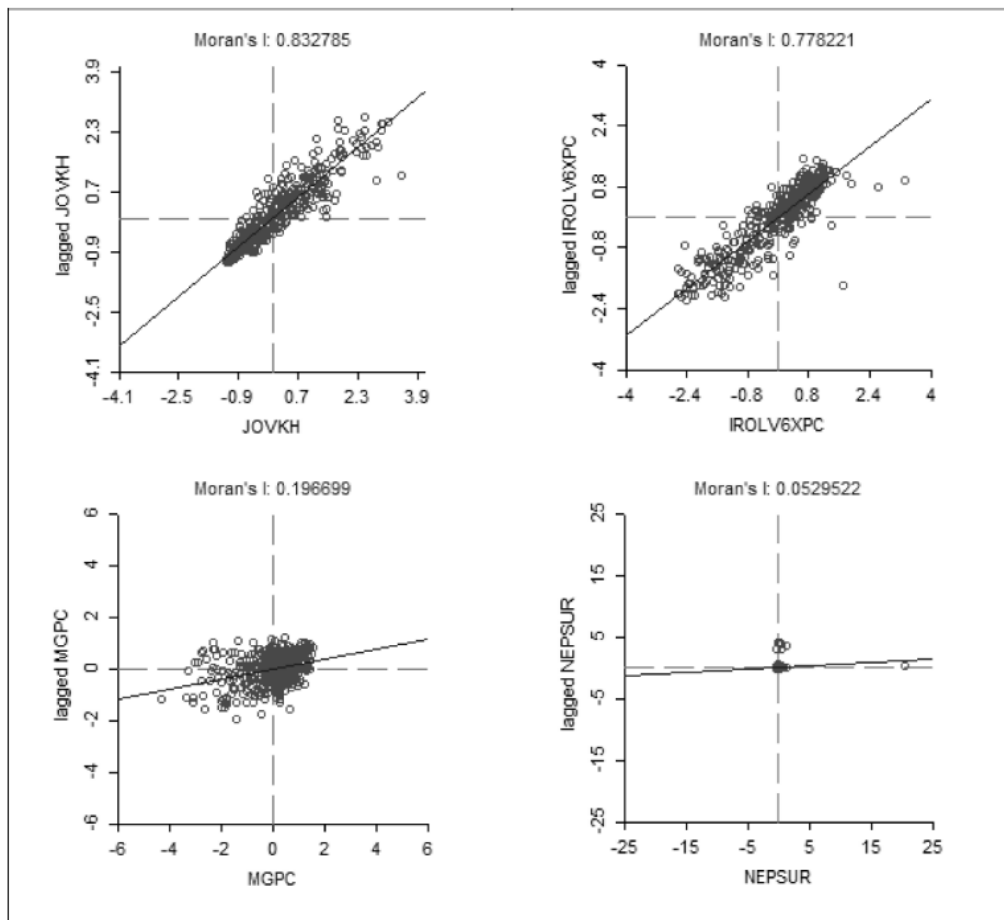 Moran's I: 0.832785
3.9
2.3
0.7
-0.9
-2.5
-4.1
lagged JOVKH
-4.1 -2.5 -0.9 0.7 2.3 3.9
JOVKH
Moran's I: 0.778221
4
2.4
0.8
-0.8
-2.4
-4
lagged IROLV6XPC
-4 -2.4 -0.8 0.8 2.4 4
IROLV6XPC
Moran's I: 0.196699
6
4
2
0
-2
-4
-6
lagged MGPC
-6 -4 -2 0 2 4 6
MGPC
Moran's I: 0.0529522
25
15
5
-5
-15
-25
lagged NEPSUR
-25 -15 -5 5 15 25
NEPSUR